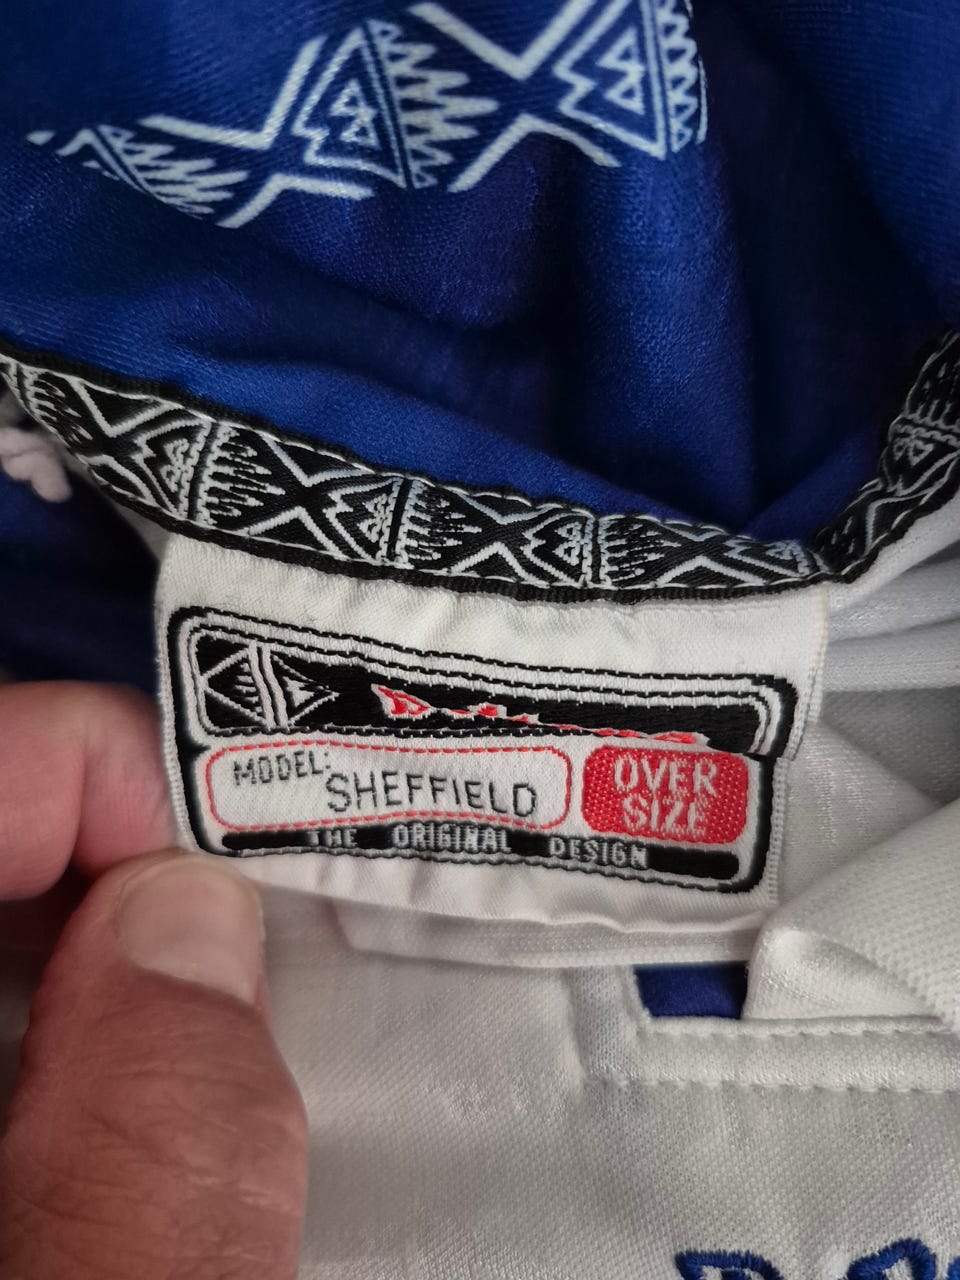 MODEL:
SHEFFIELD
OVER
SIZE
THE ORIGINAL DESIGN